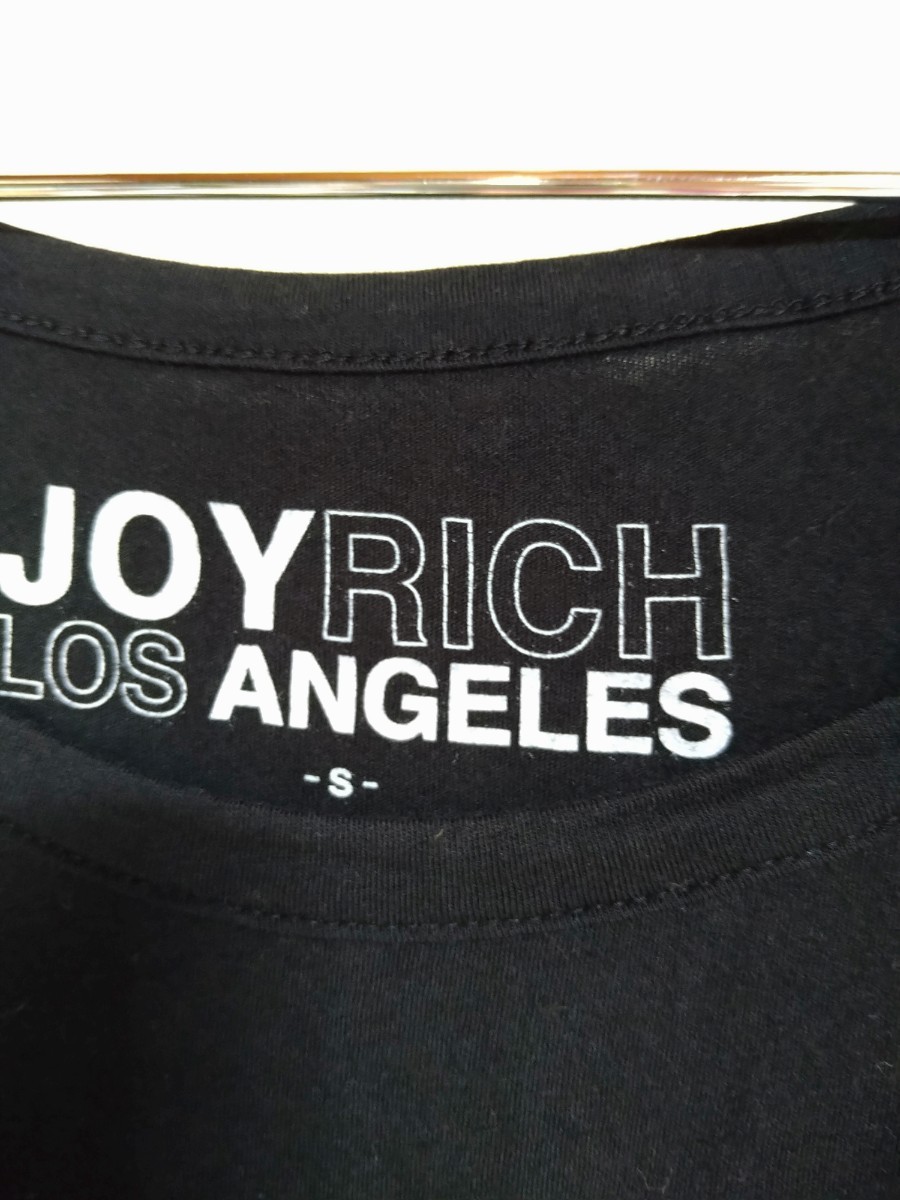 JOYRICH
LOS ANGELES
- S -